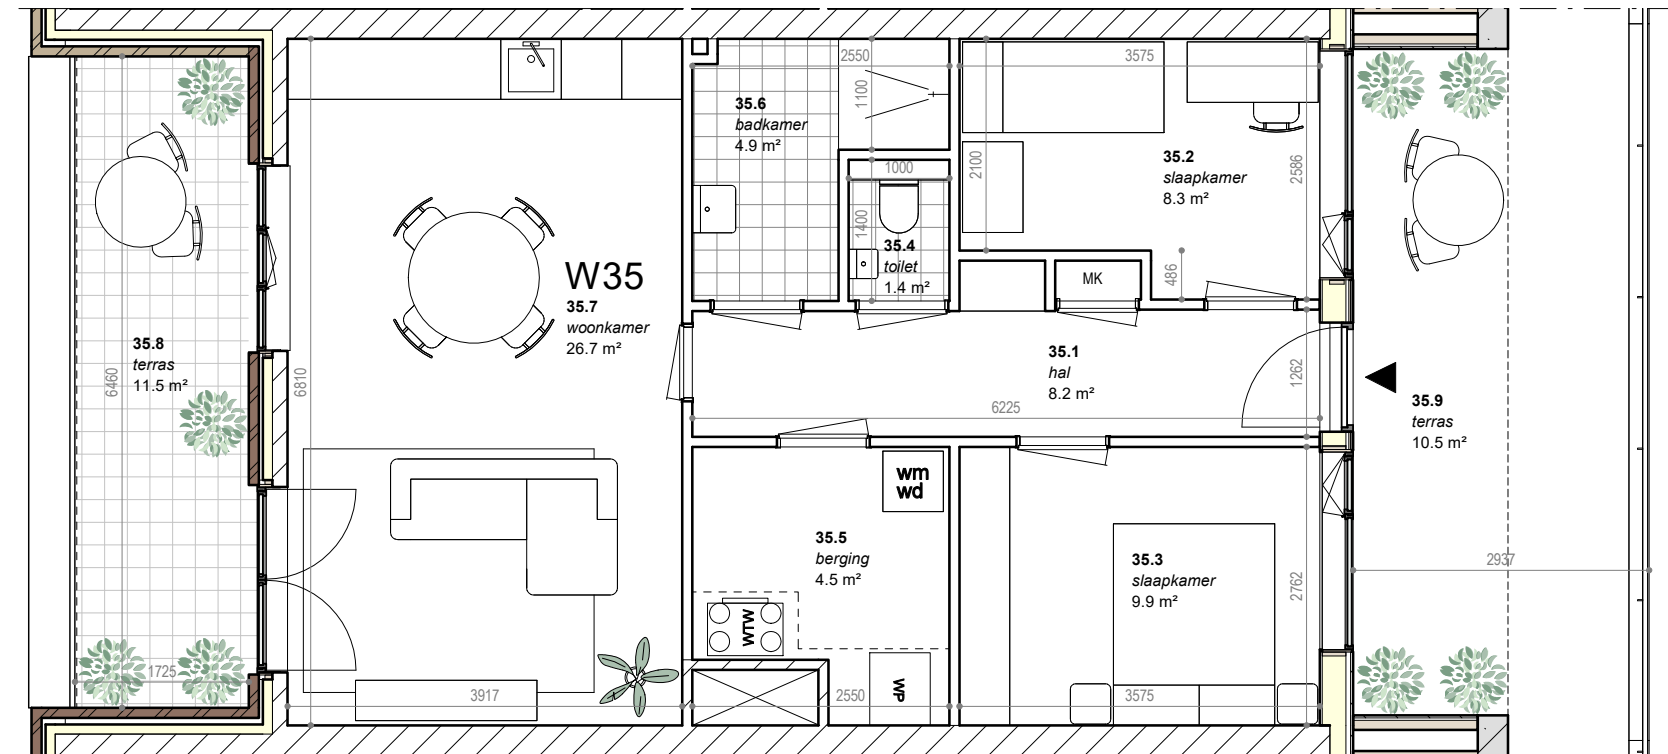 2550
3575
1100
35.6
badkamer
4.9 m²
1000
2100
35.2
slaapkamer
8.3 m²
2586
1400
35.4
toilet
1.4 m²
W35
35.7
woonkamer
26.7 m²
MK
486
35.8
terras
11.5 m²
6460
6810
35.1
hal
8.2 m²
1262
6225
35.9
terras
10.5 m²
wm
wd
35.5
berging
4.5 m²
35.3
slaapkamer
9.9 m²
2762
2937
WTW
WP
1725
3917
2550
3575